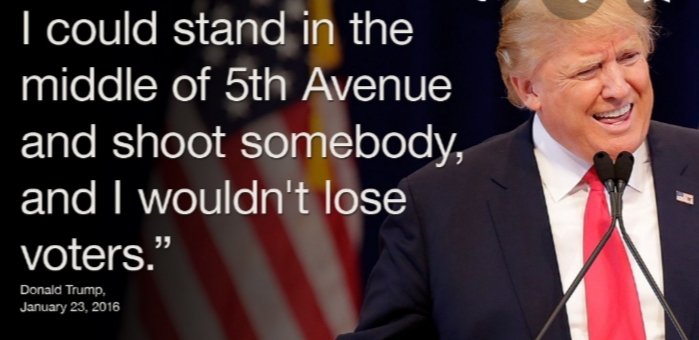 I could stand in the
middle of 5th Avenue
and shoot somebody,
and I wouldn't lose
voters.”
Donald Trump,
January 23, 2016